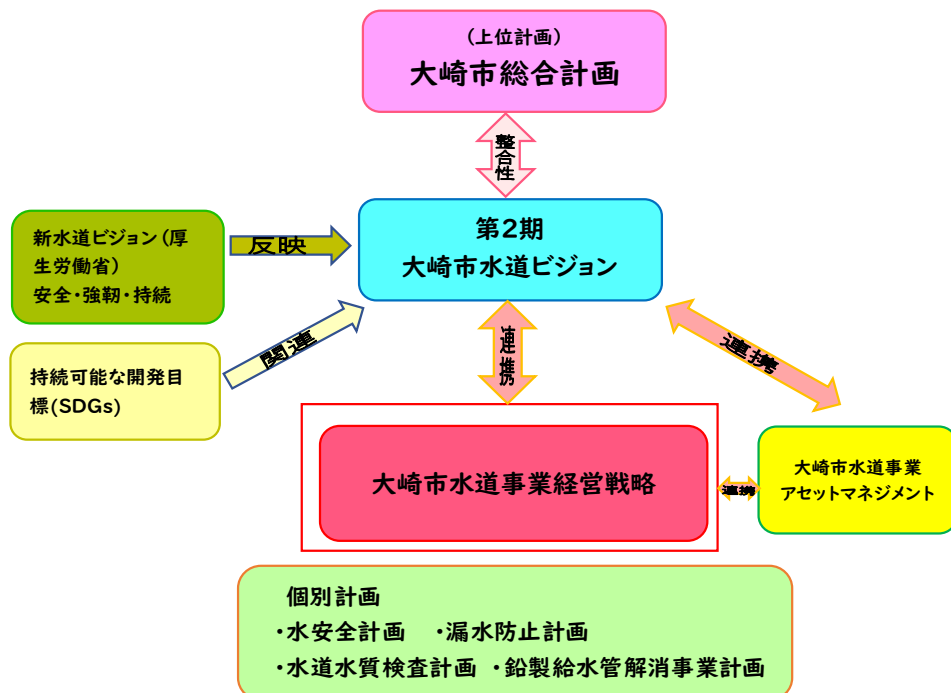 (上位計画)
大崎市総合計画
整合性
第2期
大崎市水道ビジョン
新水道ビジョン(厚
生労働省)
安全・強靭・持続
反映
関連
持続可能な開発目
標(SDGs)
連携
連携
大崎市水道事業経営戦略
連携
大崎市水道事業
アセットマネジメント
個別計画
・水安全計画 ・漏水防止計画
・水道水質検査計画 ・鉛製給水管解消事業計画